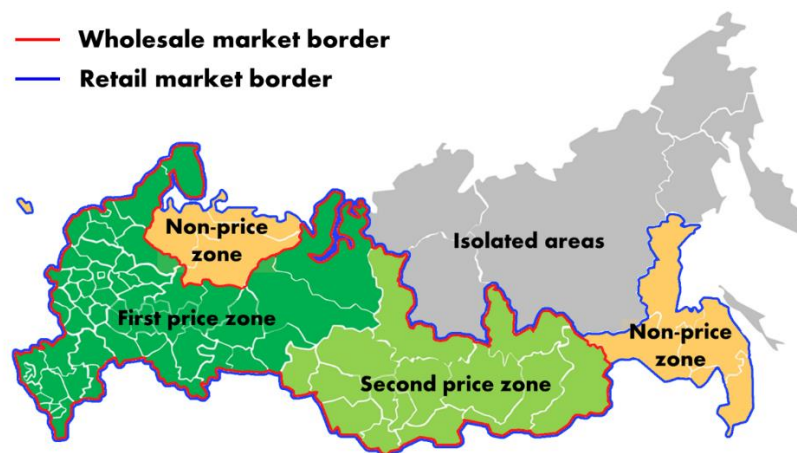 Wholesale market border
Retail market border
Non-price
zone
Isolated areas
First price zone
Non-price
zone
Second price zone